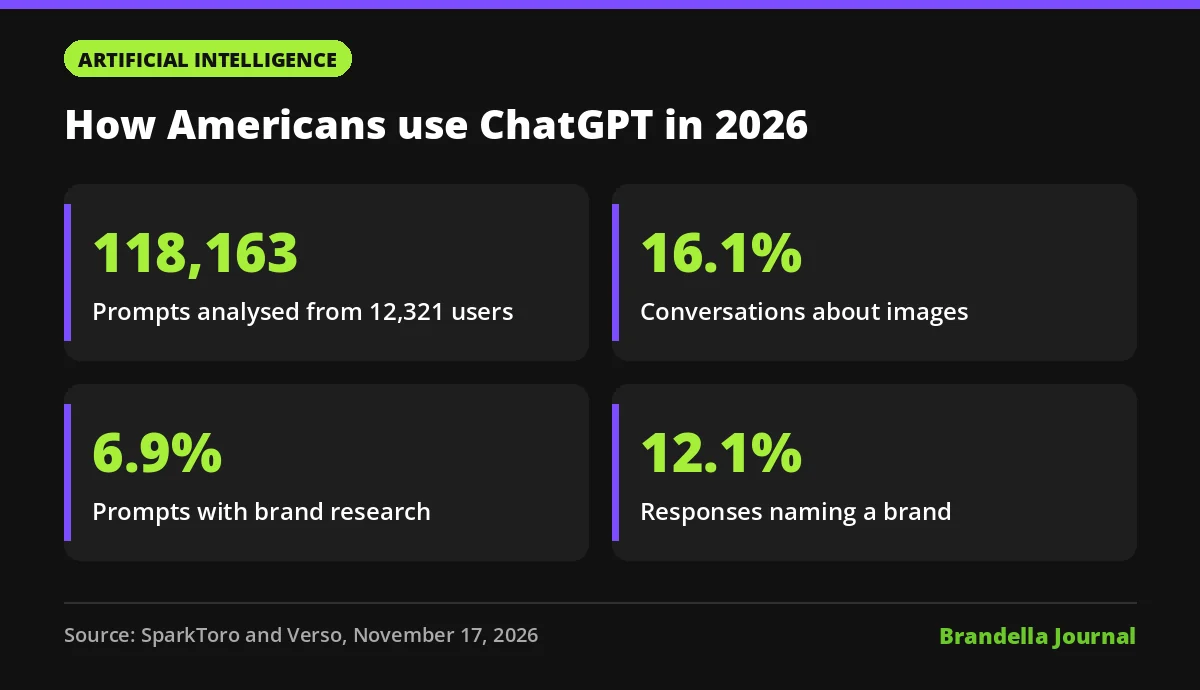 ARTIFICIAL INTELLIGENCE
How Americans use ChatGPT in 2026
118,163
Prompts analysed from 12,321 users
16.1%
Conversations about images
6.9%
Prompts with brand research
12.1%
Responses naming a brand
Source: SparkToro and Verso, November 17, 2026
Brandella Journal